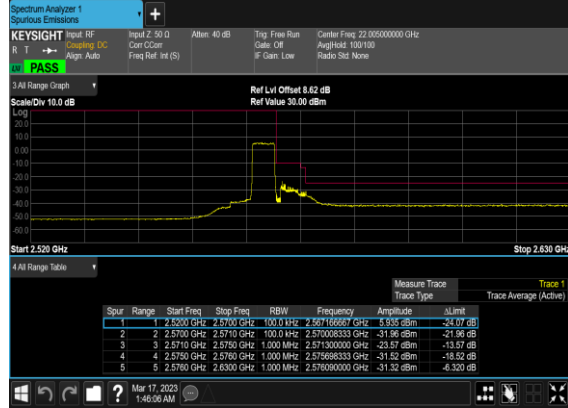 Spectrum Analyzer 1
Spurious Emissions
+
KEYSIGHT Input: RF Input Z: 50 Ω Atten: 40 dB Trig: Free Run Center Freq: 22.005000000 GHz
R T Coupling: DC Corr CCorr Gate: Off Avg|Hold: 100/100
Align: Auto Freq Ref: Int (S) IF Gain: Low Radio Std: None
PASS
3 All Range Graph
Ref Lvl Offset 8.62 dB
Scale/Div 10.0 dB Ref Value 30.00 dBm
Log
20.0
10.0
0.00
-10.0
-20.0
-30.0
-40.0
-50.0
-60.0
Start 2.520 GHz Stop 2.630 GHz
4 All Range Table
Measure Trace Trace 1
Trace Type Trace Average (Active)
Spur Range Start Freq Stop Freq RBW Frequency Amplitude ΔLimit
1 1 2.5200 GHz 2.5700 GHz 100.0 kHz 2.567166667 GHz 5.935 dBm -24.07 dB
2 2 2.5700 GHz 2.5710 GHz 100.0 kHz 2.570008333 GHz -31.96 dBm -21.96 dB
3 3 2.5710 GHz 2.5750 GHz 1.000 MHz 2.571300000 GHz -23.57 dBm -13.57 dB
4 4 2.5750 GHz 2.5760 GHz 1.000 MHz 2.575698333 GHz -31.52 dBm -18.52 dB
5 5 2.5760 GHz 2.6300 GHz 1.000 MHz 2.576090000 GHz -31.32 dBm -6.320 dB
? Mar 17, 2023
1:46:06 AM